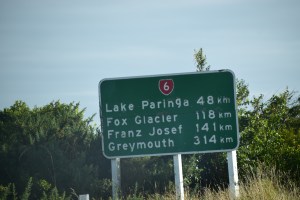 6
Lake Paringa 48 km
Fox Glacier 118 km
Franz Josef 141 km
Greymouth 314 km